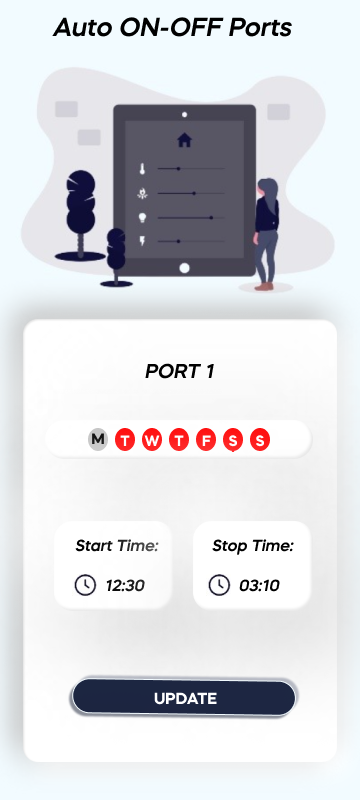 Auto ON-OFF Ports
PORT 1
M T W T F S S
Start Time: Stop Time:
12:30 03:10
UPDATE